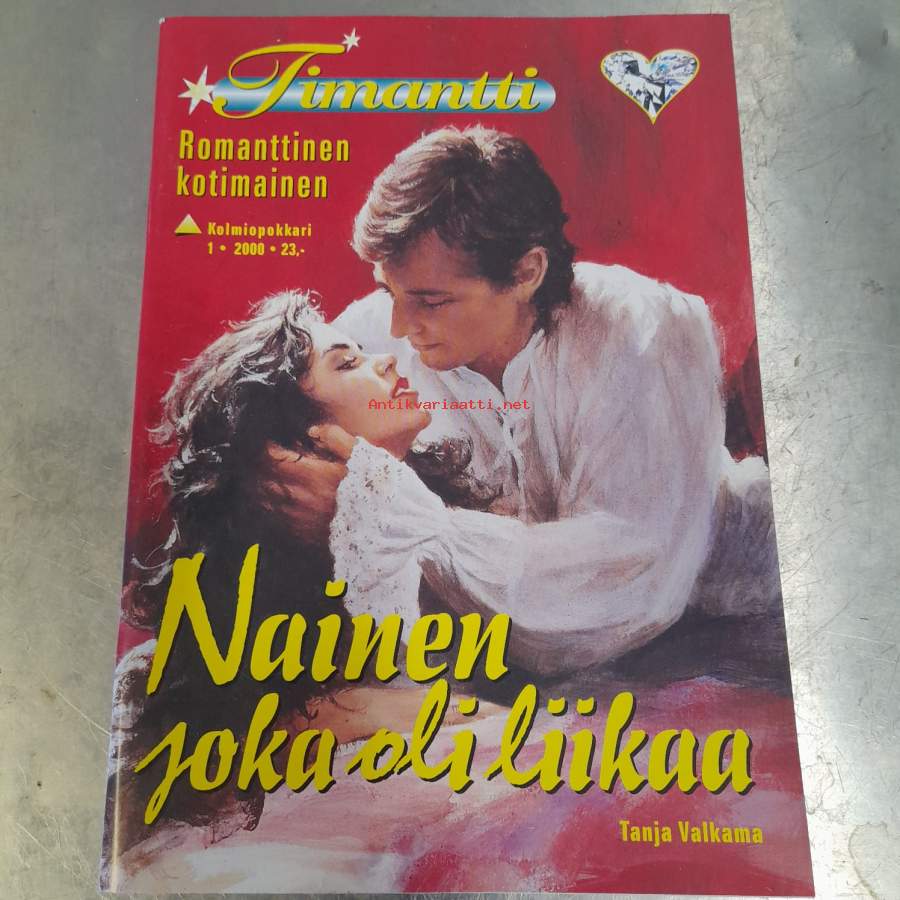 Timantti
Romanttinen
kotimainen
Kolmiopokkari
1 • 2000 • 23,-
Antikvariaatti.net
Nainen
joka oli liikaa
Tanja Valkama